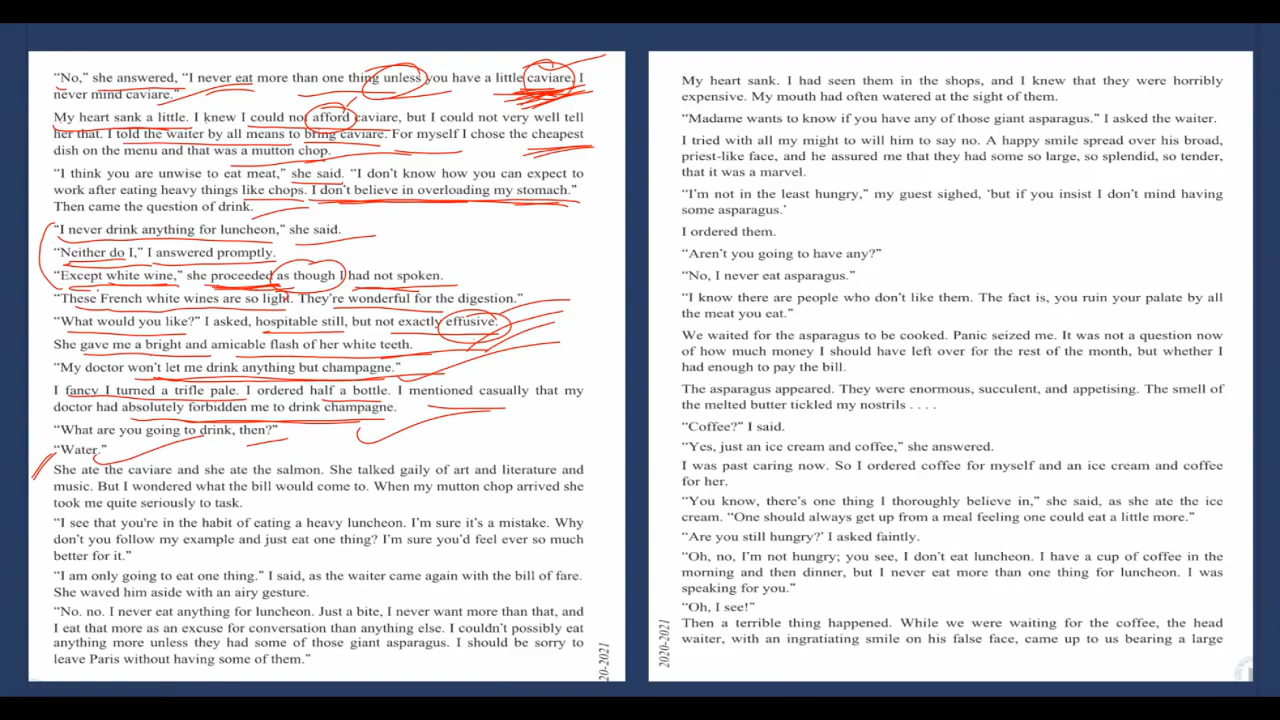 “No,” she answered, “I never eat more than one thing unless you have a little caviare, I
never mind caviare.”
My heart sank a little. I knew I could not afford caviare, but I could not very well tell
her that. I told the waiter by all means to bring caviare. For myself I chose the cheapest
dish on the menu and that was a mutton chop.
“I think you are unwise to eat meat,” she said. “I don’t know how you can expect to
work after eating heavy things like chops. I don’t believe in overloading my stomach.”
Then came the question of drink.
“I never drink anything for luncheon,” she said.
“Neither do I,” I answered promptly.
“Except white wine,” she proceeded as though I had not spoken.
“These French white wines are so light. They’re wonderful for the digestion.”
“What would you like?” I asked, hospitable still, but not exactly effusive.
She gave me a bright and amicable flash of her white teeth.
“My doctor won’t let me drink anything but champagne.”
I fancy I turned a trifle pale. I ordered half a bottle. I mentioned casually that my
doctor had absolutely forbidden me to drink champagne.
“What are you going to drink, then?”
“Water.”
She ate the caviare and she ate the salmon. She talked gaily of art and literature and
music. But I wondered what the bill would come to. When my mutton chop arrived she
took me quite seriously to task.
“I see that you're in the habit of eating a heavy luncheon. I’m sure it’s a mistake. Why
don’t you follow my example and just eat one thing? I’m sure you’d feel ever so much
better for it.”
“I am only going to eat one thing.” I said, as the waiter came again with the bill of fare.
She waved him aside with an airy gesture.
“No. no. I never eat anything for luncheon. Just a bite, I never want more than that, and
I eat that more as an excuse for conversation than anything else. I couldn’t possibly eat
anything more unless they had some of those giant asparagus. I should be sorry to
leave Paris without having some of them.”
20-2021
My heart sank. I had seen them in the shops, and I knew that they were horribly
expensive. My mouth had often watered at the sight of them.
“Madame wants to know if you have any of those giant asparagus.” I asked the waiter.
I tried with all my might to will him to say no. A happy smile spread over his broad,
priest-like face, and he assured me that they had some so large, so splendid, so tender,
that it was a marvel.
“I’m not in the least hungry,” my guest sighed, ‘but if you insist I don’t mind having
some asparagus.’
I ordered them.
“Aren’t you going to have any?”
“No, I never eat asparagus.”
“I know there are people who don’t like them. The fact is, you ruin your palate by all
the meat you eat.”
We waited for the asparagus to be cooked. Panic seized me. It was not a question now
of how much money I should have left over for the rest of the month, but whether I
had enough to pay the bill.
The asparagus appeared. They were enormous, succulent, and appetising. The smell of
the melted butter tickled my nostrils . . . .
“Coffee?” I said.
“Yes, just an ice cream and coffee,” she answered.
I was past caring now. So I ordered coffee for myself and an ice cream and coffee
for her.
“You know, there’s one thing I thoroughly believe in,” she said, as she ate the ice
cream. “One should always get up from a meal feeling one could eat a little more.”
“Are you still hungry?’ I asked faintly.
“Oh, no, I’m not hungry; you see, I don’t eat luncheon. I have a cup of coffee in the
morning and then dinner, but I never eat more than one thing for luncheon. I was
speaking for you.”
“Oh, I see!”
Then a terrible thing happened. While we were waiting for the coffee, the head
waiter, with an ingratiating smile on his false face, came up to us bearing a large
2020-2021